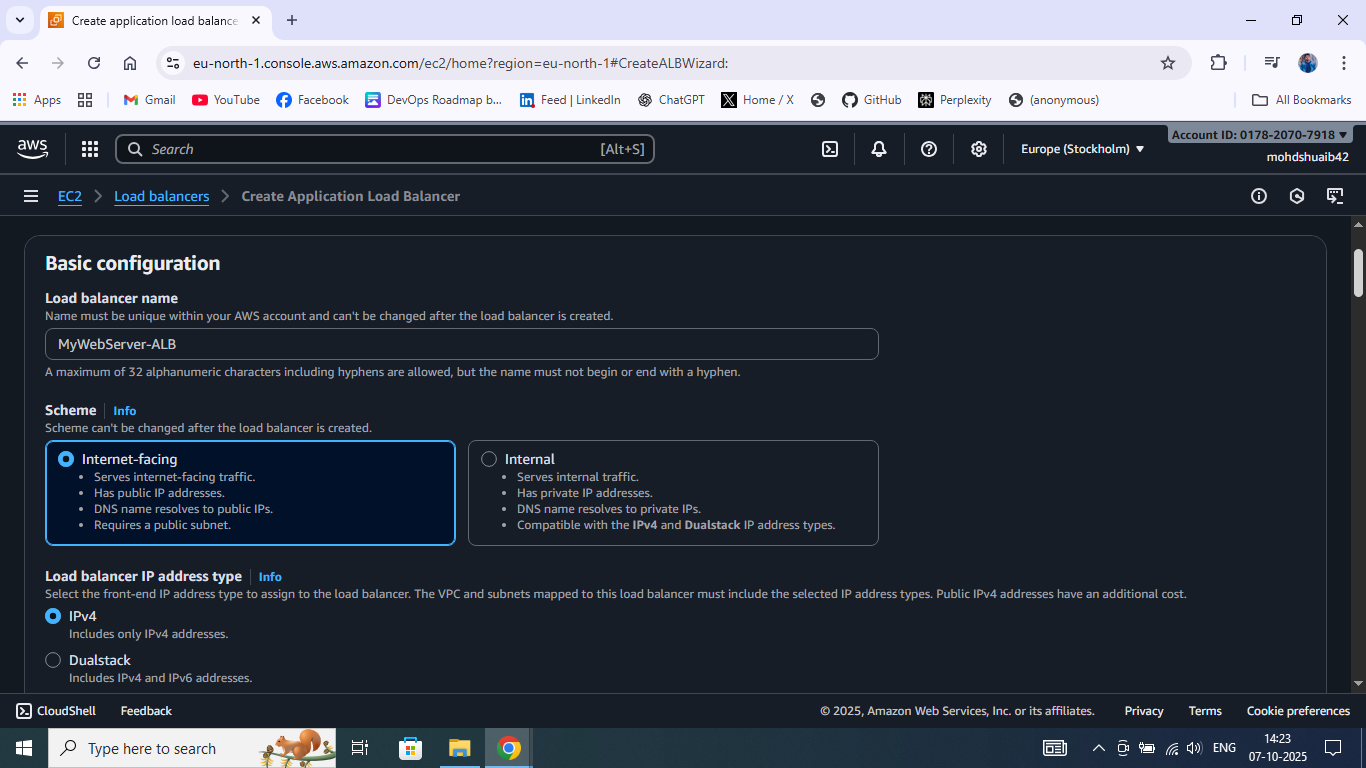 Create application load balance
eu-north-1.console.aws.amazon.com/ec2/home?region=eu-north-1#CreateALBWizard:
Apps
Gmail
YouTube
Facebook
DevOps Roadmap b...
Feed | LinkedIn
ChatGPT
Home / X
GitHub
Perplexity
(anonymous)
All Bookmarks
aws
Search
[Alt+S]
Europe (Stockholm)
Account ID: 0178-2070-7918
mohdshuaib42
EC2
Load balancers
Create Application Load Balancer
Basic configuration
Load balancer name
Name must be unique within your AWS account and can't be changed after the load balancer is created.
MyWebServer-ALB
A maximum of 32 alphanumeric characters including hyphens are allowed, but the name must not begin or end with a hyphen.
Scheme
Info
Scheme can't be changed after the load balancer is created.
Internet-facing
• Serves internet-facing traffic.
• Has public IP addresses.
• DNS name resolves to public IPs.
• Requires a public subnet.
Internal
• Serves internal traffic.
• Has private IP addresses.
• DNS name resolves to private IPs.
• Compatible with the IPv4 and Dualstack IP address types.
Load balancer IP address type
Info
Select the front-end IP address type to assign to the load balancer. The VPC and subnets mapped to this load balancer must include the selected IP address types. Public IPv4 addresses have an additional cost.
IPv4
Includes only IPv4 addresses.
Dualstack
Includes IPv4 and IPv6 addresses.
CloudShell
Feedback
© 2025, Amazon Web Services, Inc. or its affiliates.
Privacy
Terms
Cookie preferences
Type here to search
ENG
14:23
07-10-2025